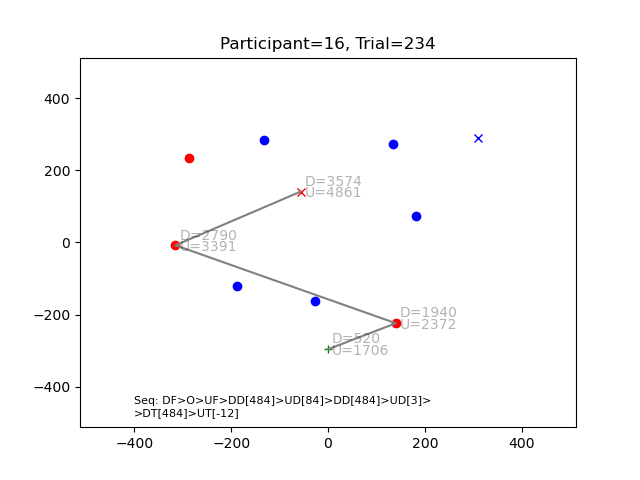 Participant=16, Trial=234
400
200
0
−200
−400
D=3574
U=4861
D=2790
U=3391
D=1940
U=2372
D=520
U=1706
Seq: DF>O>UF>DD[484]>UD[84]>DD[484]>UD[3]>
>DT[484]>UT[-12]
−400
−200
0
200
400